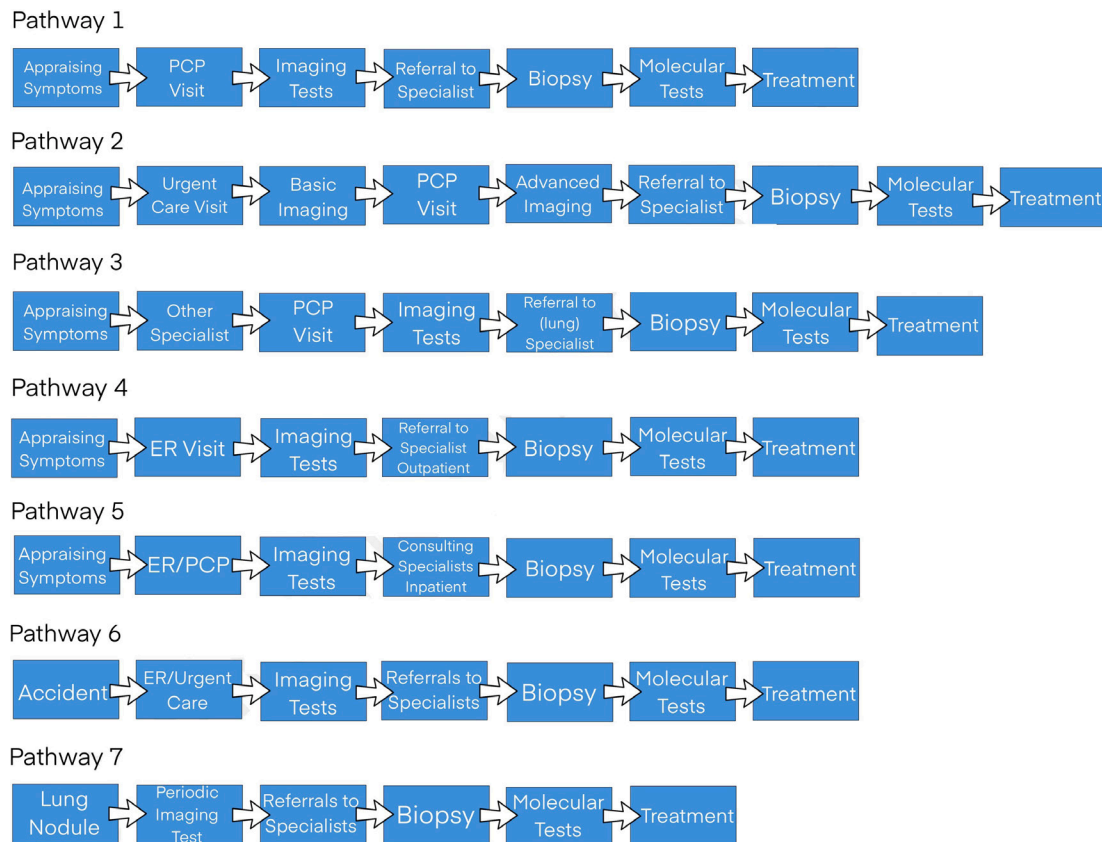 Pathway 1
Appraising
Symptoms
PCP
Visit
Imaging
Tests
Referral to
Specialist
Biopsy
Molecular
Tests
Treatment
Pathway 2
Appraising
Symptoms
Urgent
Care Visit
Basic
Imaging
PCP
Visit
Advanced
Imaging
Referral to
Specialist
Biopsy
Molecular
Tests
Treatment
Pathway 3
Appraising
Symptoms
Other
Specialist
PCP
Visit
Imaging
Tests
Referral to
(lung)
Specialist
Biopsy
Molecular
Tests
Treatment
Pathway 4
Appraising
Symptoms
ER Visit
Imaging
Tests
Referral to
Specialist
Outpatient
Biopsy
Molecular
Tests
Treatment
Pathway 5
Appraising
Symptoms
ER/PCP
Imaging
Tests
Consulting
Specialists
Inpatient
Biopsy
Molecular
Tests
Treatment
Pathway 6
Accident
ER/Urgent
Care
Imaging
Tests
Referrals to
Specialists
Biopsy
Molecular
Tests
Treatment
Pathway 7
Lung
Nodule
Periodic
Imaging
Test
Referrals to
Specialists
Biopsy
Molecular
Tests
Treatment